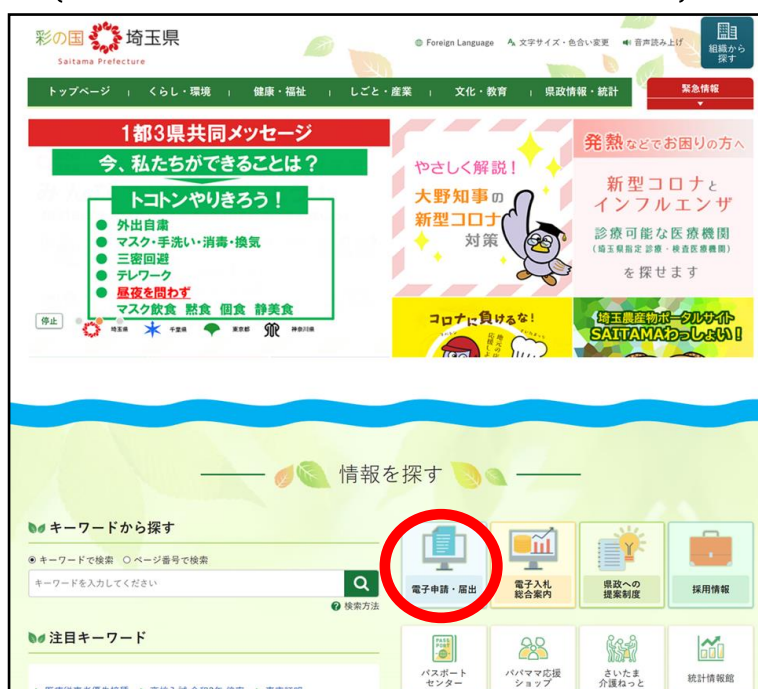 彩の国 埼玉県
Saitama Prefecture
Foreign Language 文字サイズ・色合い変更 音声読み上げ
組織から
探す
トップページ くらし・環境 健康・福祉 しごと・産業 文化・教育 県政情報・統計
緊急情報
1都3県共同メッセージ
今、私たちができることは？
トコトンやりきろう！
● 外出自粛
● マスク・手洗い・消毒・換気
● 三密回避
● テレワーク
● 昼夜を問わず
マスク飲食 黙食 個食 静美食
停止
埼玉県 千葉県 東京都 神奈川県
やさしく解説！
大野知事の
新型コロナ
対策
発熱などでお困りの方へ
新型コロナと
インフルエンザ
診療可能な医療機関
(埼玉県指定 診療・検査医療機関)
を探せます
コロナに負けるな！
埼玉農産物ポータルサイト
SAITAMAわっしょい！
情報を探す
キーワードから探す
キーワードで検索 ページ番号で検索
キーワードを入力してください
検索方法
注目キーワード
電子申請・届出
電子入札
総合案内
県政への
提案制度
採用情報
PASS
PORT
パスポート
センター
パパママ応援
ショップ
さいたま
介護ねっと
統計情報館